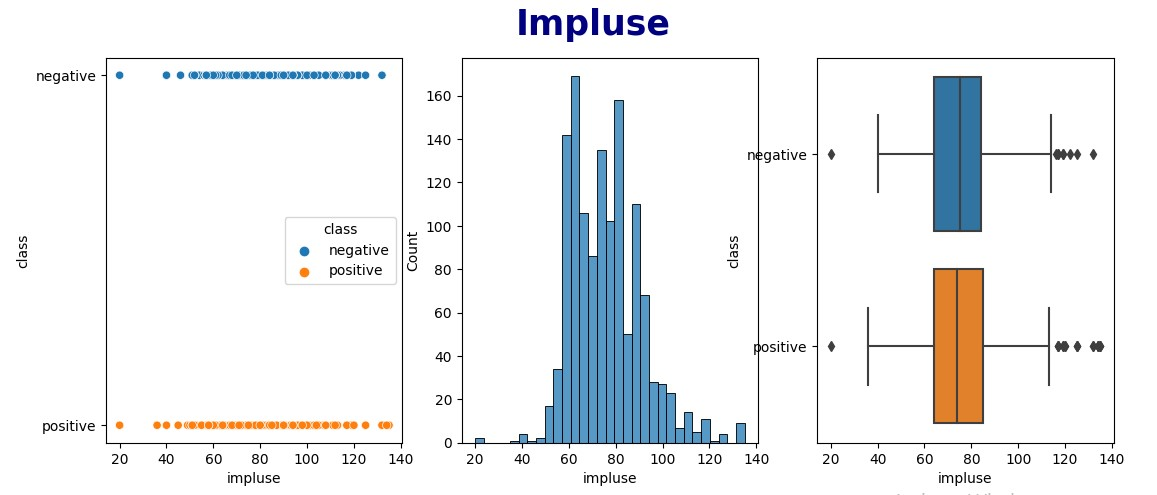 Impluse
negative
positive
class
class
negative
positive
20 40 60 80 100 120 140
impluse
160
140
120
100
80
60
40
20
0
Count
20 40 60 80 100 120 140
impluse
negative
positive
class
20 40 60 80 100 120 140
impluse